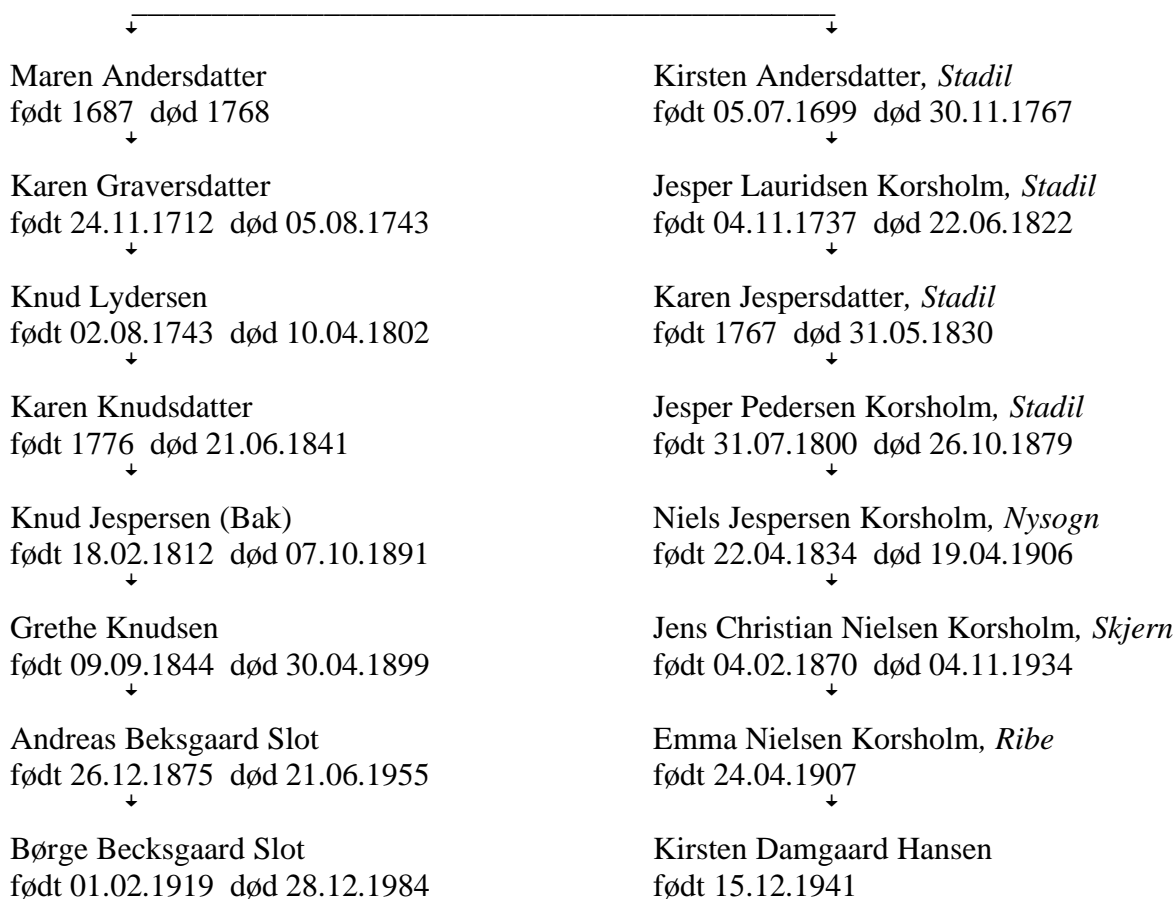 Maren Andersdatter
født 1687 død 1768
Karen Graversdatter
født 24.11.1712 død 05.08.1743
Knud Lydersen
født 02.08.1743 død 10.04.1802
Karen Knudsdatter
født 1776 død 21.06.1841
Knud Jespersen (Bak)
født 18.02.1812 død 07.10.1891
Grethe Knudsen
født 09.09.1844 død 30.04.1899
Andreas Beksgaard Slot
født 26.12.1875 død 21.06.1955
Børge Becksgaard Slot
født 01.02.1919 død 28.12.1984
Kirsten Andersdatter, Stadil
født 05.07.1699 død 30.11.1767
Jesper Lauridsen Korsholm, Stadil
født 04.11.1737 død 22.06.1822
Karen Jespersdatter, Stadil
født 1767 død 31.05.1830
Jesper Pedersen Korsholm, Stadil
født 31.07.1800 død 26.10.1879
Niels Jespersen Korsholm, Nysogn
født 22.04.1834 død 19.04.1906
Jens Christian Nielsen Korsholm, Skjern
født 04.02.1870 død 04.11.1934
Emma Nielsen Korsholm, Ribe
født 24.04.1907
Kirsten Damgaard Hansen
født 15.12.1941